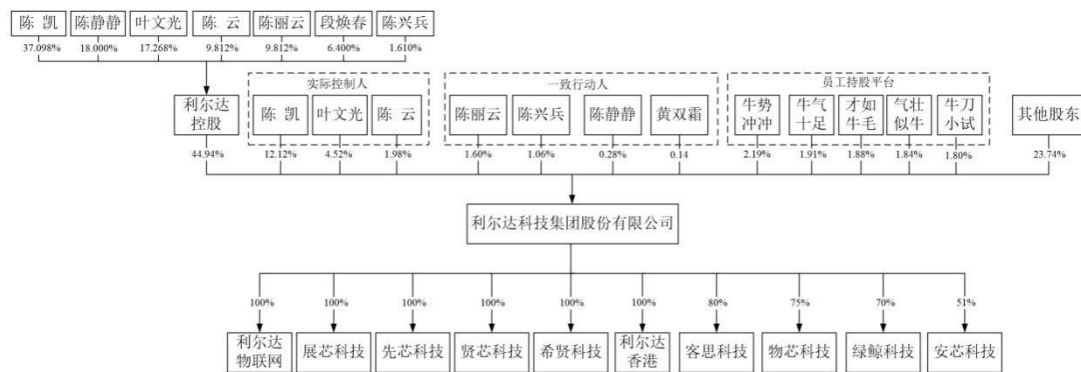 陈 凯 陈静静 叶文光 陈 云 陈丽云 段焕春 陈兴兵
37.098% 18.000% 17.268% 9.812% 9.812% 6.400% 1.610%
实际控制人 一致行动人 员工持股平台
利尔达
控股
陈 凯 叶文光 陈 云
陈丽云 陈兴兵 陈静静 黄双霜
牛势
冲冲
牛气
十足
才如
牛毛
气壮
似牛
牛刀
小试
其他股东
44.94% 12.12% 4.52% 1.98% 1.60% 1.06% 0.28% 0.14 2.19% 1.91% 1.88% 1.84% 1.80% 23.74%
利尔达科技集团股份有限公司
100% 100% 100% 100% 100% 100% 80% 75% 70% 51%
利尔达
物联网
展芯科技
先芯科技
贤芯科技
希贤科技
利尔达
香港
客思科技
物芯科技
绿鲸科技
安芯科技